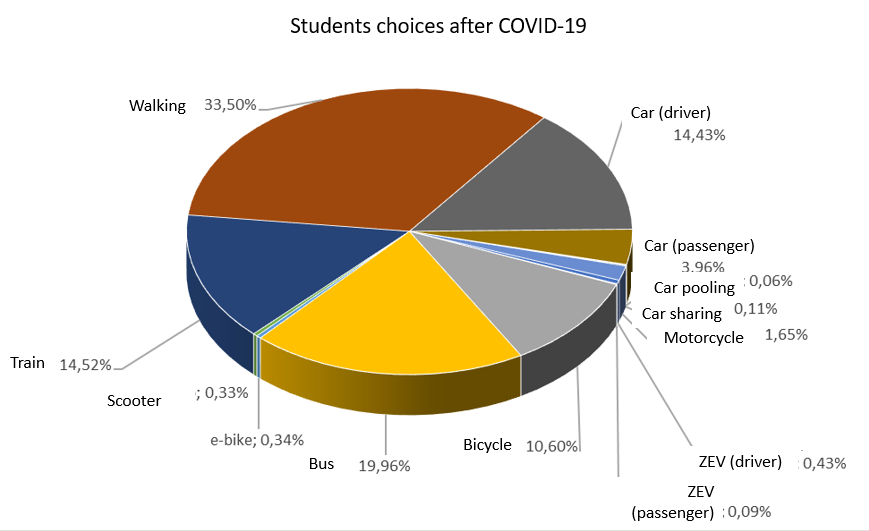 Students choices after COVID-19
Walking 33,50%
Car (driver)
14,43%
Car (passenger)
3.96%
Car pooling : 0,06%
Car sharing 0,11%
Motorcycle 1,65%
Train 14,52%
Scooter ; 0,33%
e-bike; 0,34%
Bus 19,96%
Bicycle 10,60%
ZEV (driver) : 0,43%
ZEV
(passenger) : 0,09%